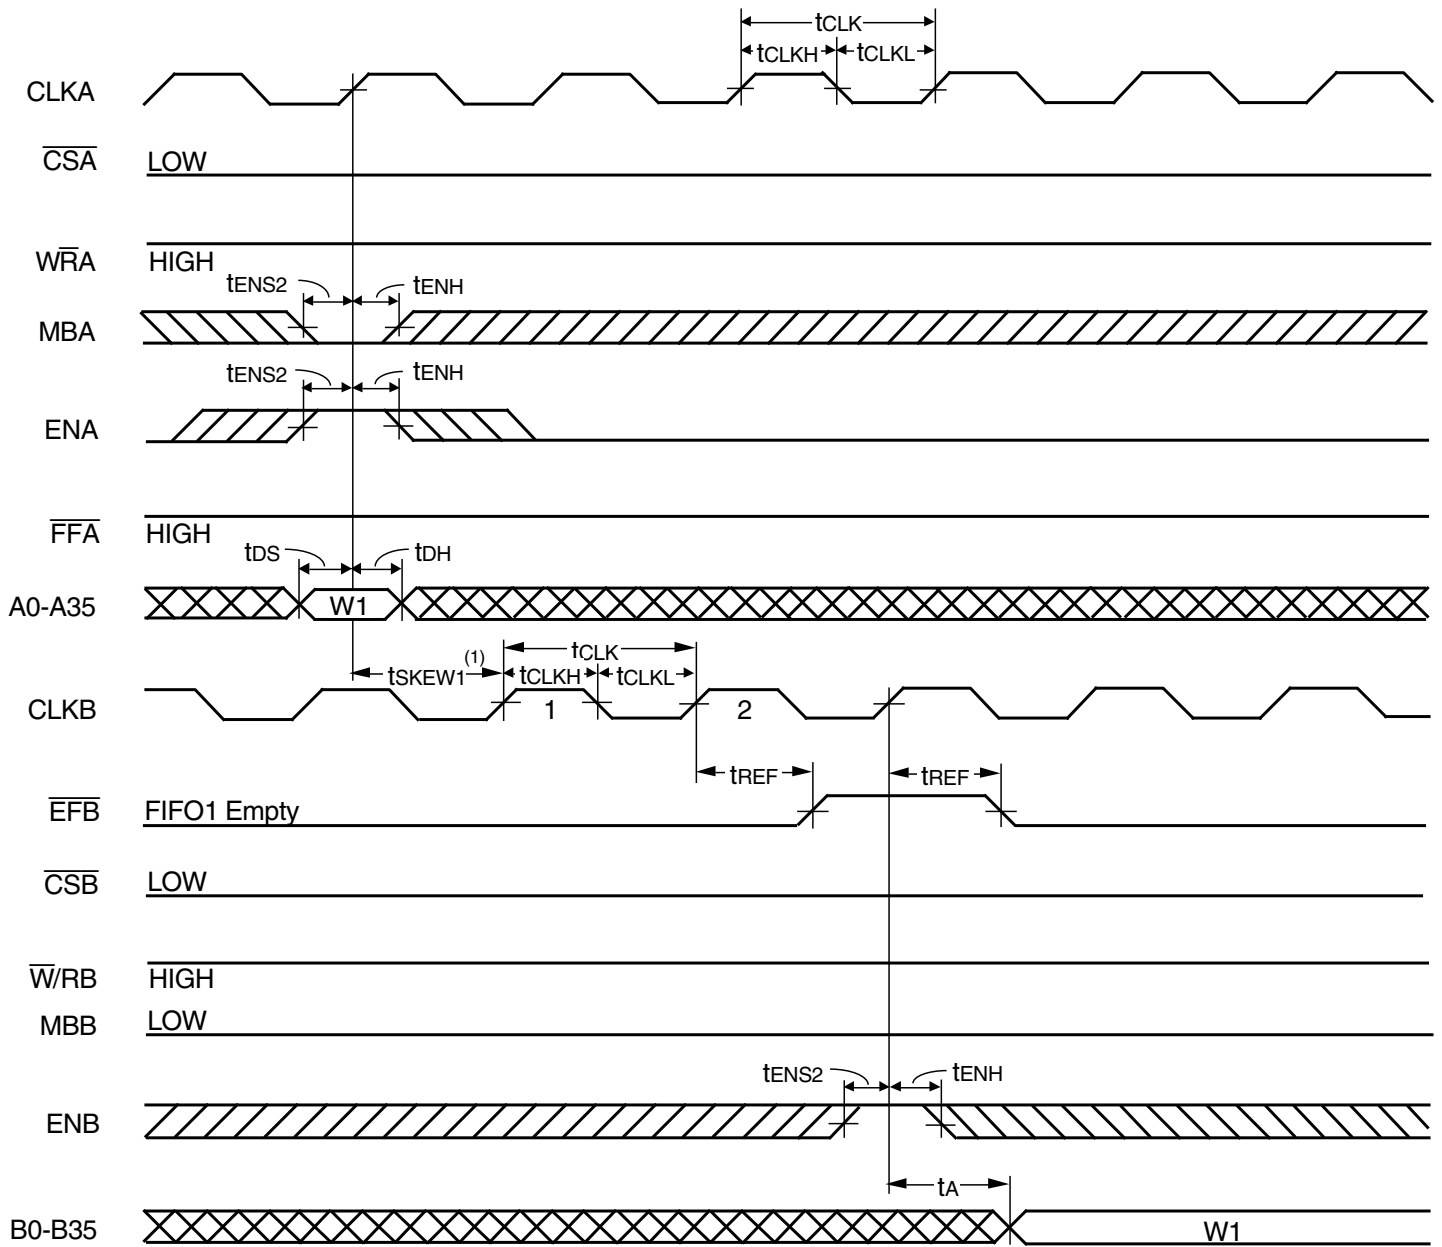 tCLK
tCLKH tCLKL
CLKA
CSA LOW
WRA HIGH
tENS2 tENH
MBA
tENS2 tENH
ENA
FFA HIGH
tDS tDH
A0-A35 W1
tCLK
tSKEW1(1) tCLKH tCLKL
CLKB 1 2
tREF tREF
EFB FIFO1 Empty
CSB LOW
W/RB HIGH
MBB LOW
tENS2 tENH
ENB
tA
B0-B35 W1